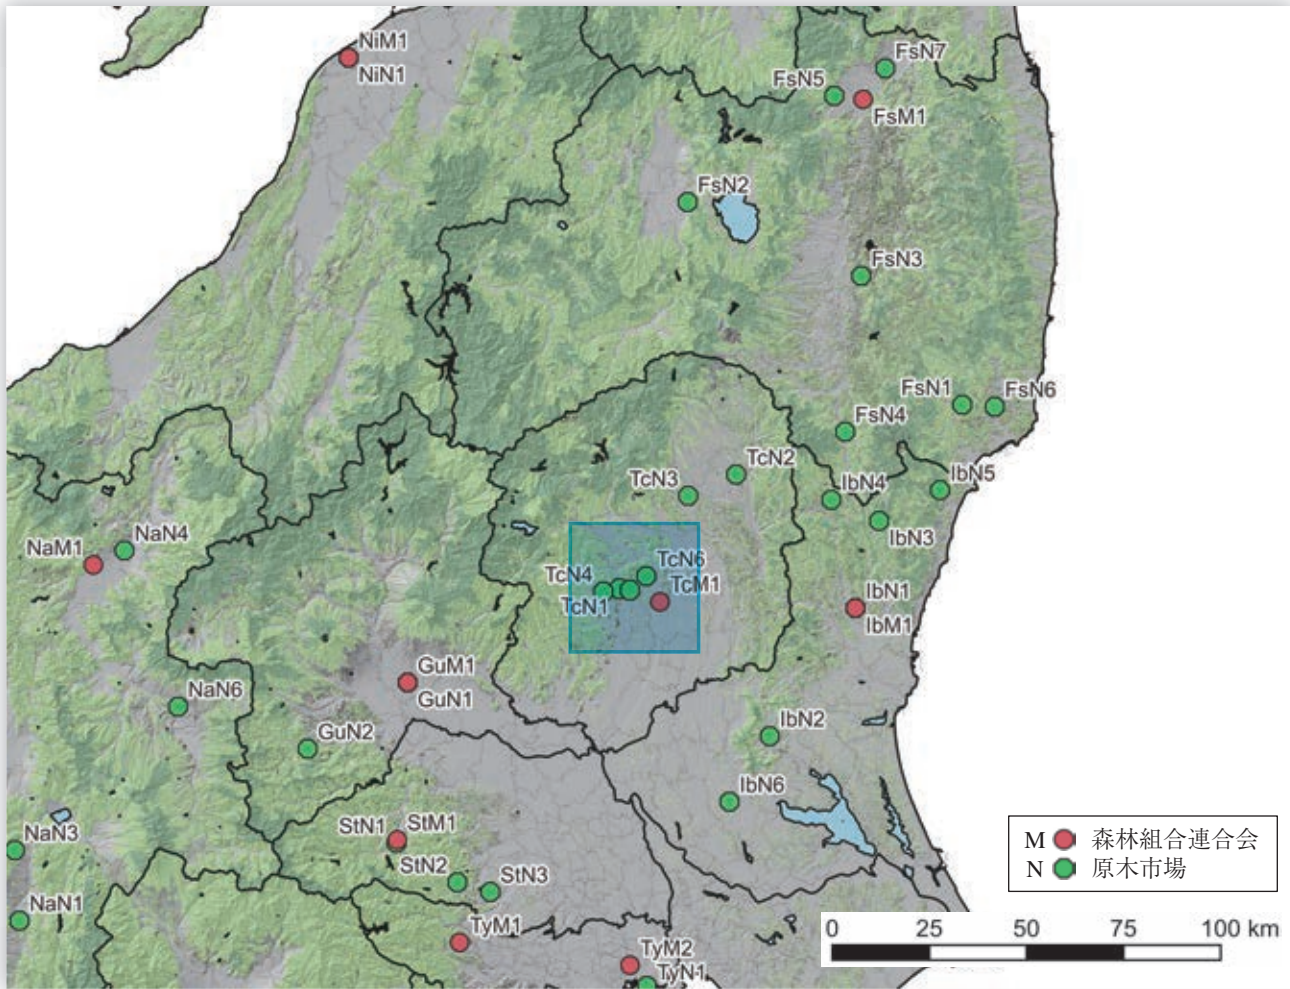 NiM1
NiN1
FsN7
FsN5
FsM1
FsN2
FsN3
FsN1
FsN6
FsN4
TcN2
TcN3
IbN4
IbN5
IbN3
NaN4
NaM1
TcN6
TcN4
TcM1
TcN1
IbN1
IbM1
GuM1
GuN1
NaN6
GuN2
IbN2
IbN6
StN1
StM1
StN2
StN3
NaN3
NaN1
TyM1
TyM2
TyN1
M 森林組合連合会
N 原木市場
0 25 50 75 100 km